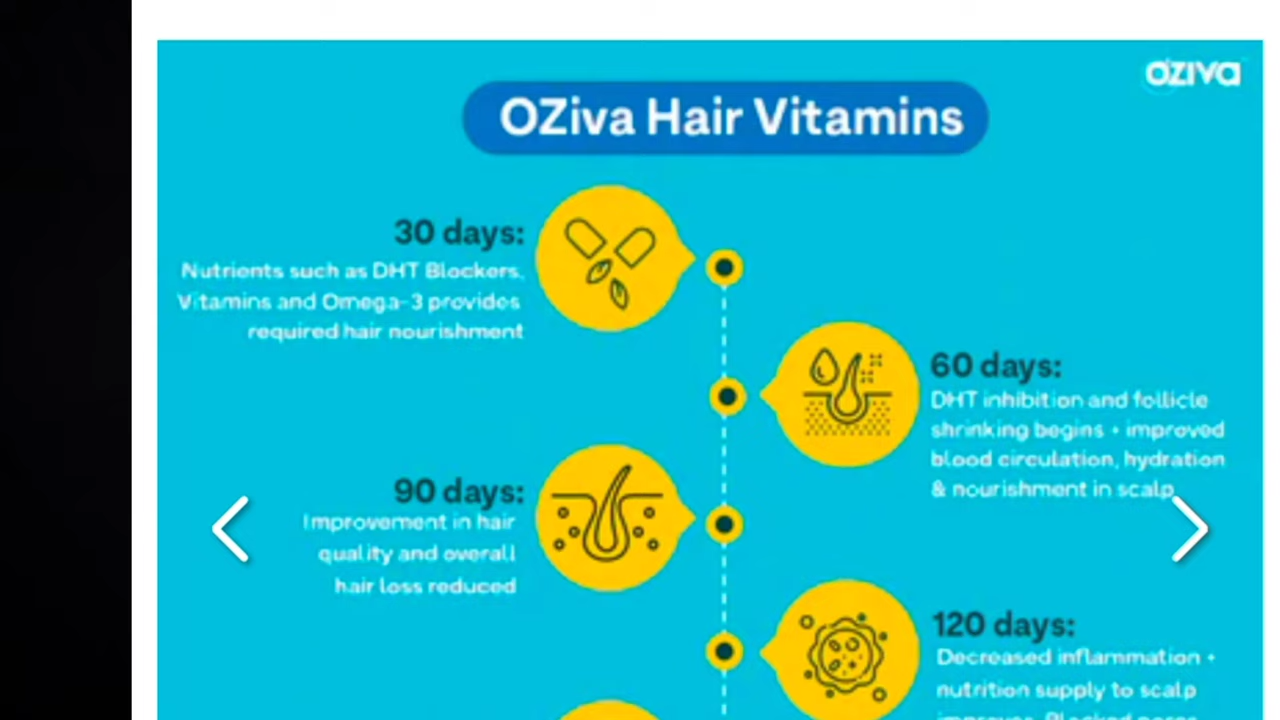 OZIVA
OZiva Hair Vitamins
30 days:
Nutrients such as DHT Blockers,
Vitamins and Omega-3 provides
required hair nourishment
60 days:
DHT inhibition and follicle
shrinking begins + improved
blood circulation, hydration
& nourishment in scalp
90 days:
Improvement in hair
quality and overall
hair loss reduced
120 days:
Decreased inflammation +
nutrition supply to scalp